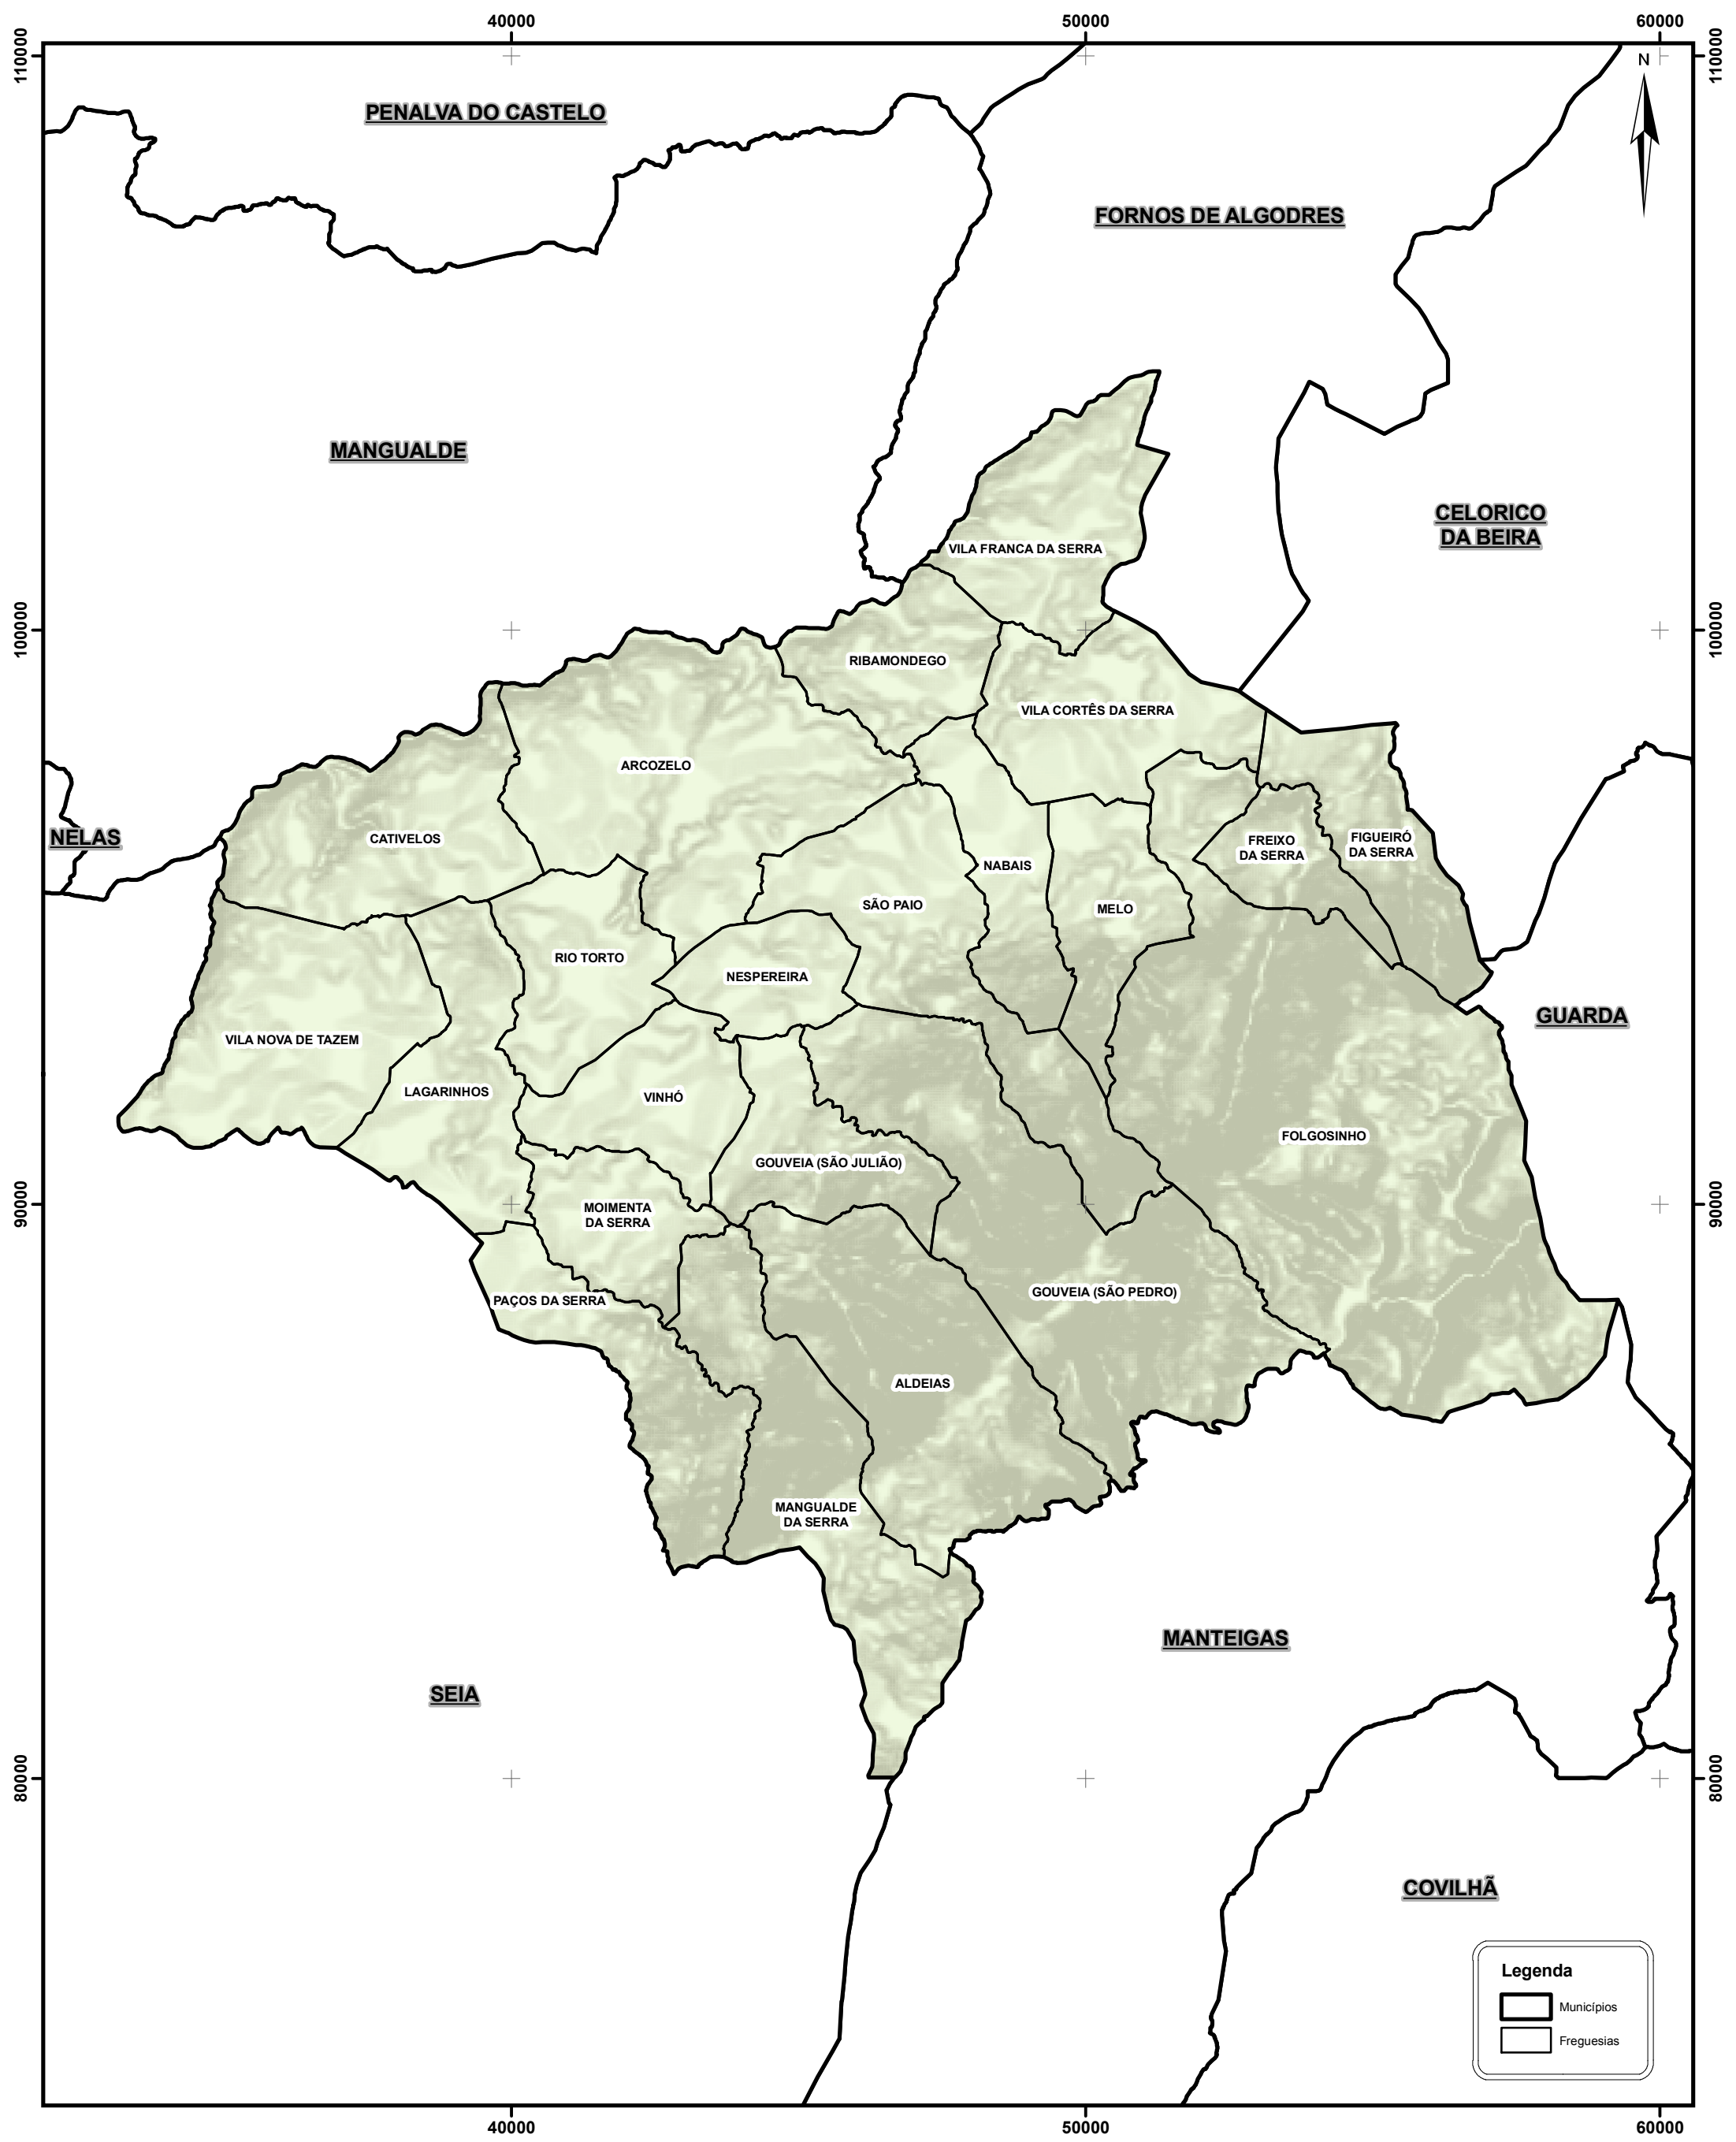 40000
50000
60000
110000
110000
N
PENALVA DO CASTELO
FORNOS DE ALGODRES
MANGUALDE
CELORICO
DA BEIRA
VILA FRANCA DA SERRA
100000
100000
RIBAMONDEGO
VILA CORTÊS DA SERRA
ARCOZELO
NELAS
CATIVELOS
FREIXO
DA SERRA
FIGUEIRÓ
DA SERRA
NABAIS
SÃO PAIO
MELO
RIO TORTO
NESPEREIRA
GUARDA
VILA NOVA DE TAZEM
LAGARINHOS
VINHÓ
FOLGOSINHO
GOUVEIA (SÃO JULIÃO)
90000
90000
MOIMENTA
DA SERRA
PAÇOS DA SERRA
GOUVEIA (SÃO PEDRO)
ALDEIAS
MANGUALDE
DA SERRA
MANTEIGAS
SEIA
80000
80000
COVILHÃ
Legenda
Municípios
Freguesias
40000
50000
60000